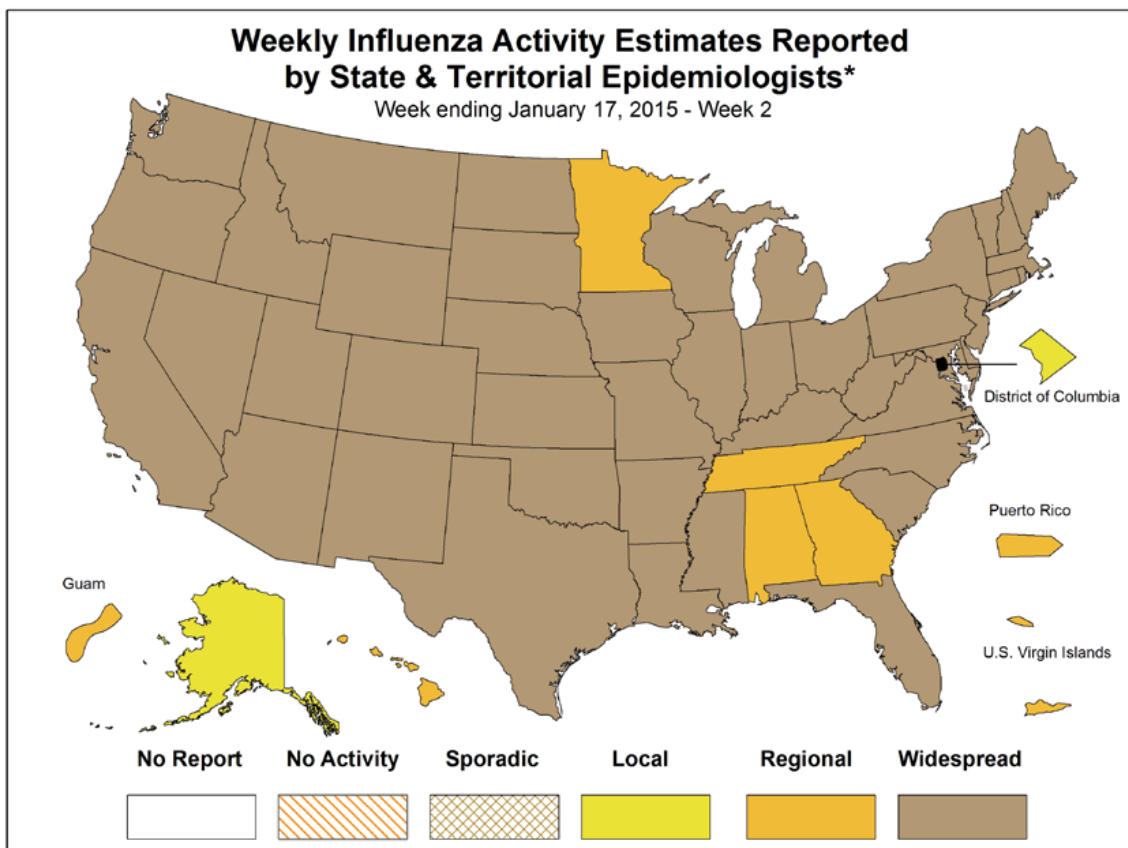 Weekly Influenza Activity Estimates Reported
by State & Territorial Epidemiologists*
Week ending January 17, 2015 - Week 2
District of Columbia
Puerto Rico
Guam
U.S. Virgin Islands
No Report No Activity Sporadic Local Regional Widespread